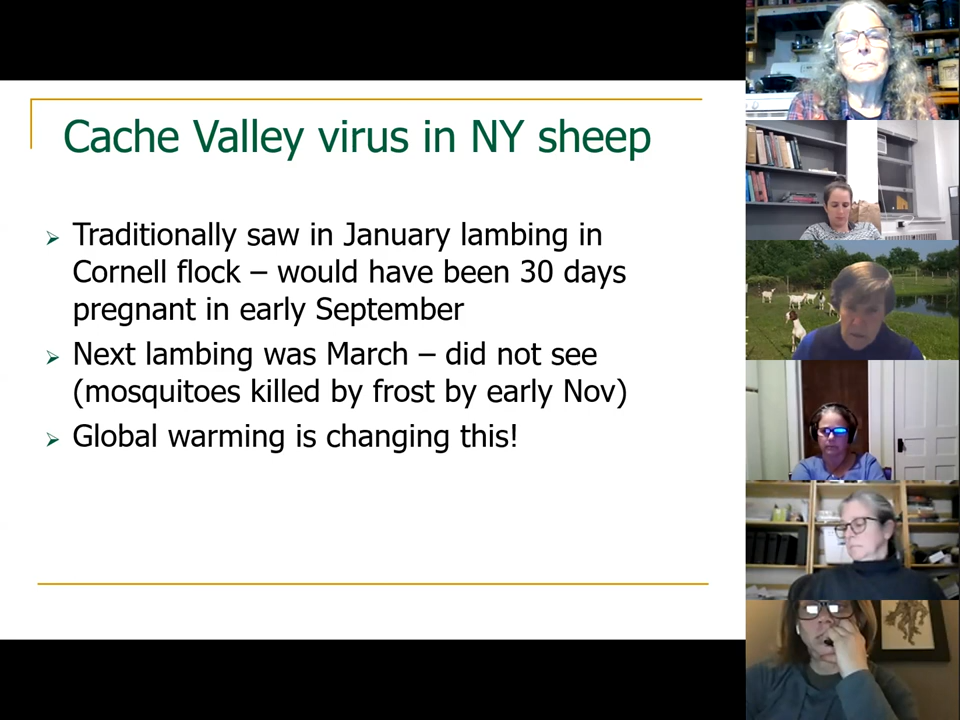 Cache Valley virus in NY sheep
Traditionally saw in January lambing in
Cornell flock – would have been 30 days
pregnant in early September
Next lambing was March – did not see
(mosquitoes killed by frost by early Nov)
Global warming is changing this!